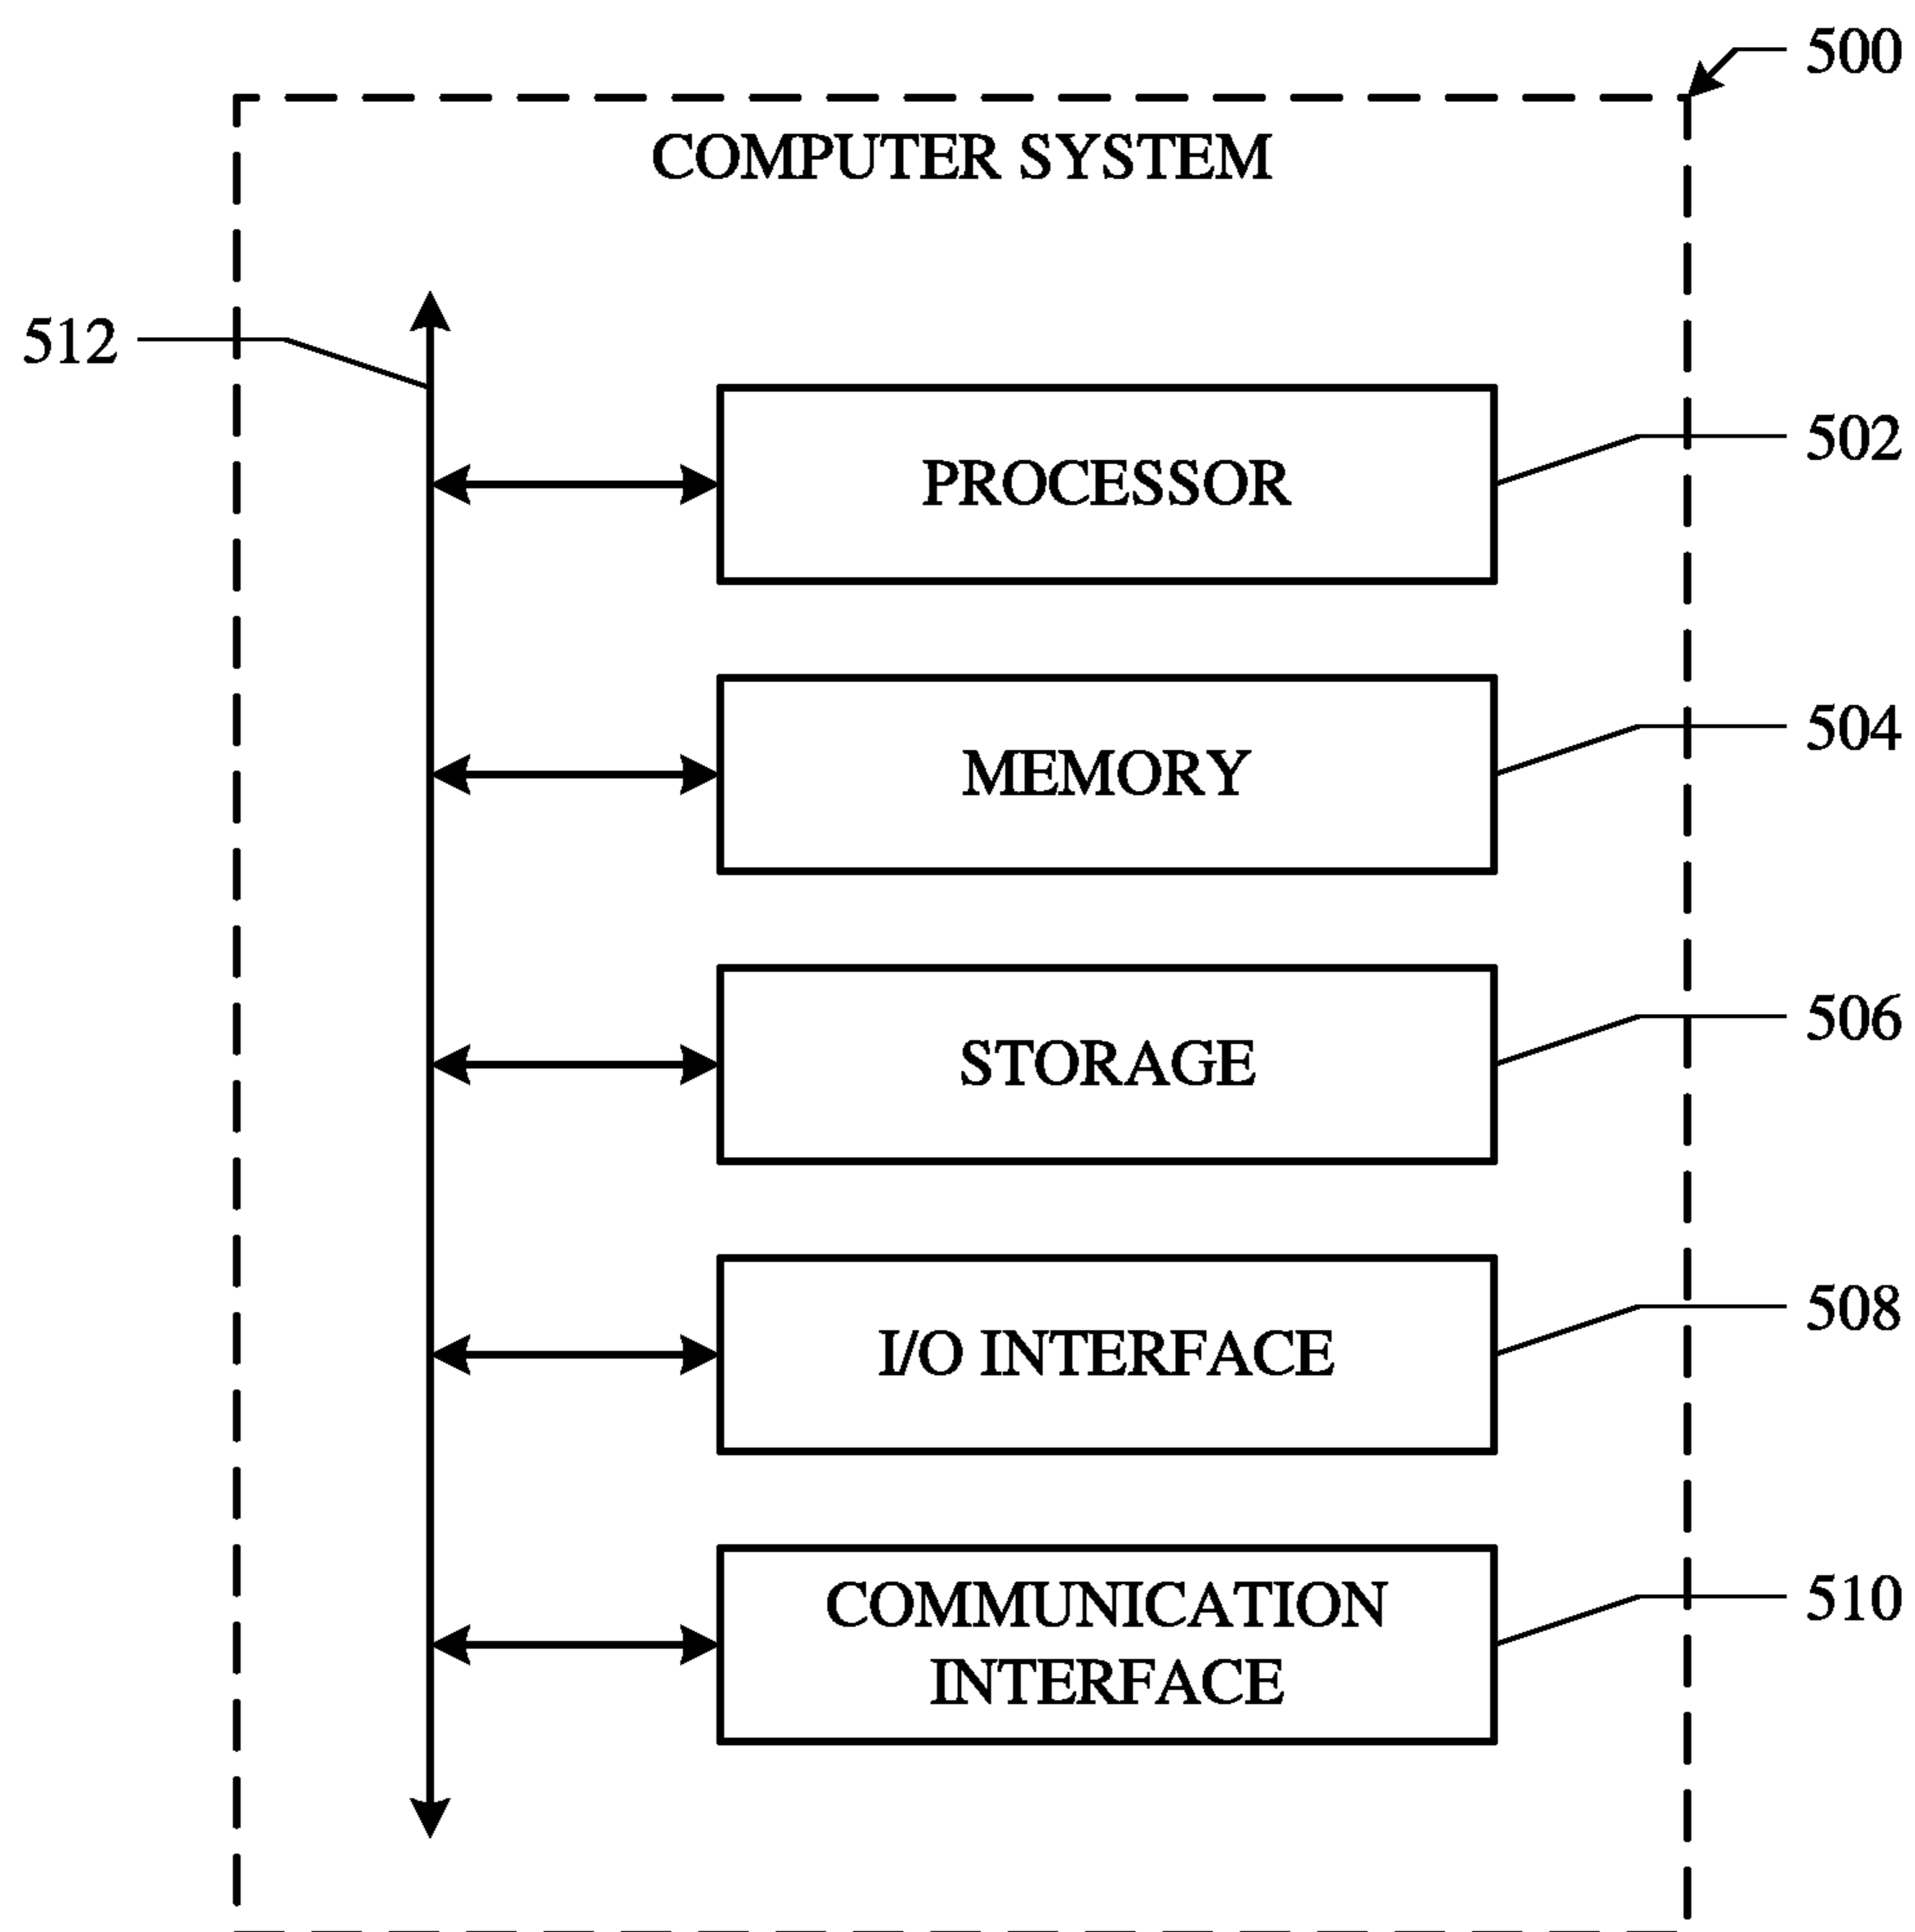 500
COMPUTER SYSTEM
512
PROCESSOR
502
MEMORY
504
STORAGE
506
I/O INTERFACE
508
COMMUNICATION
INTERFACE
510